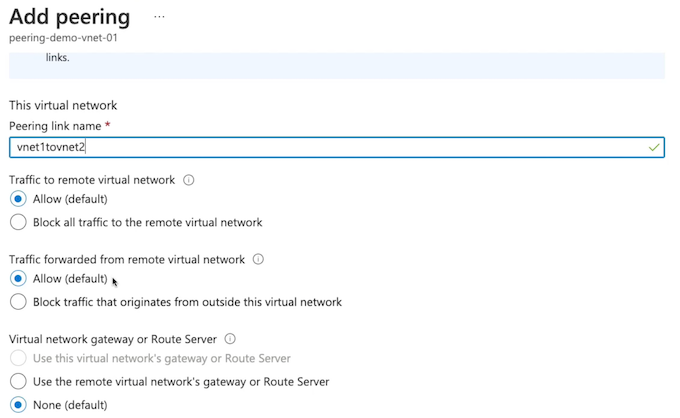 Add peering ...
peering-demo-vnet-01
links.
This virtual network
Peering link name *
vnet1tovnet2
Traffic to remote virtual network
Allow (default)
Block all traffic to the remote virtual network
Traffic forwarded from remote virtual network
Allow (default)
Block traffic that originates from outside this virtual network
Virtual network gateway or Route Server
Use this virtual network's gateway or Route Server
Use the remote virtual network's gateway or Route Server
None (default)